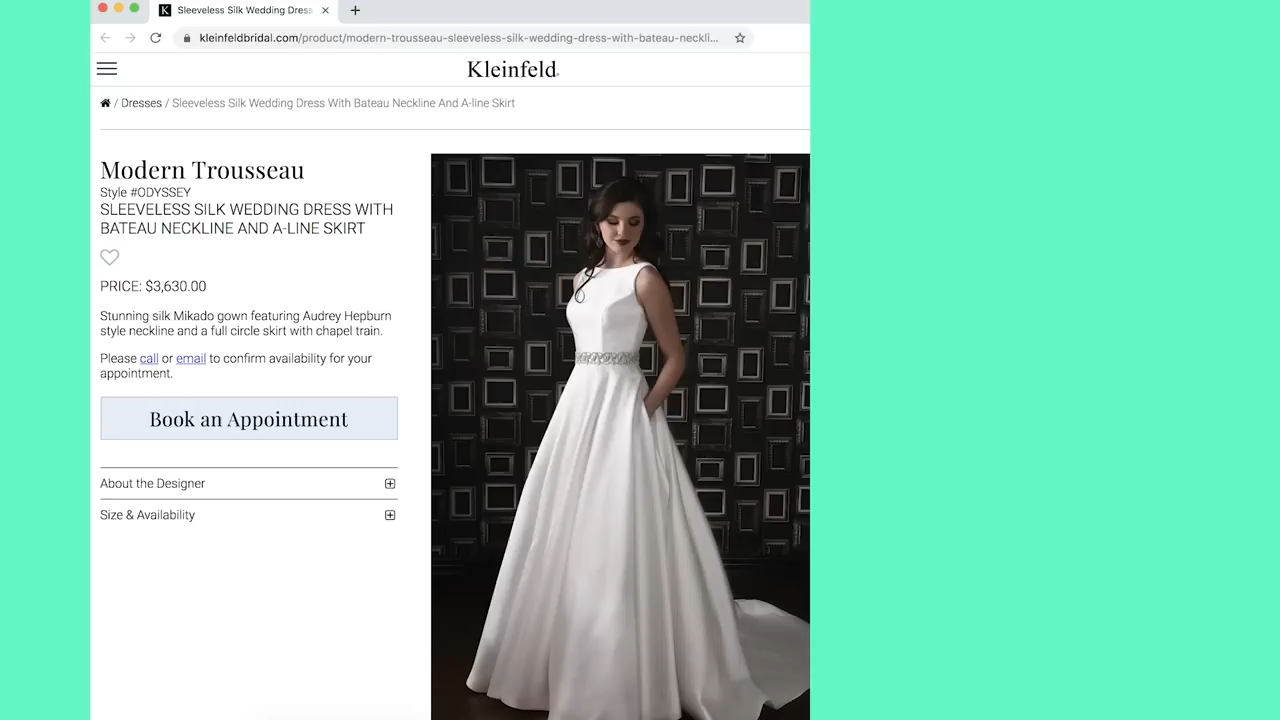 K Sleeveless Silk Wedding Dress
kleinfeldbridal.com/product/modern-trousseau-sleeveless-silk-wedding-dress-with-bateau-neckli...
Kleinfeld
/ Dresses / Sleeveless Silk Wedding Dress With Bateau Neckline And A-line Skirt
Modern Trousseau
Style #ODYSSEY
SLEEVELESS SILK WEDDING DRESS WITH
BATEAU NECKLINE AND A-LINE SKIRT
PRICE: $3,630.00
Stunning silk Mikado gown featuring Audrey Hepburn
style neckline and a full circle skirt with chapel train.
Please call or email to confirm availability for your
appointment.
Book an Appointment
About the Designer
Size & Availability